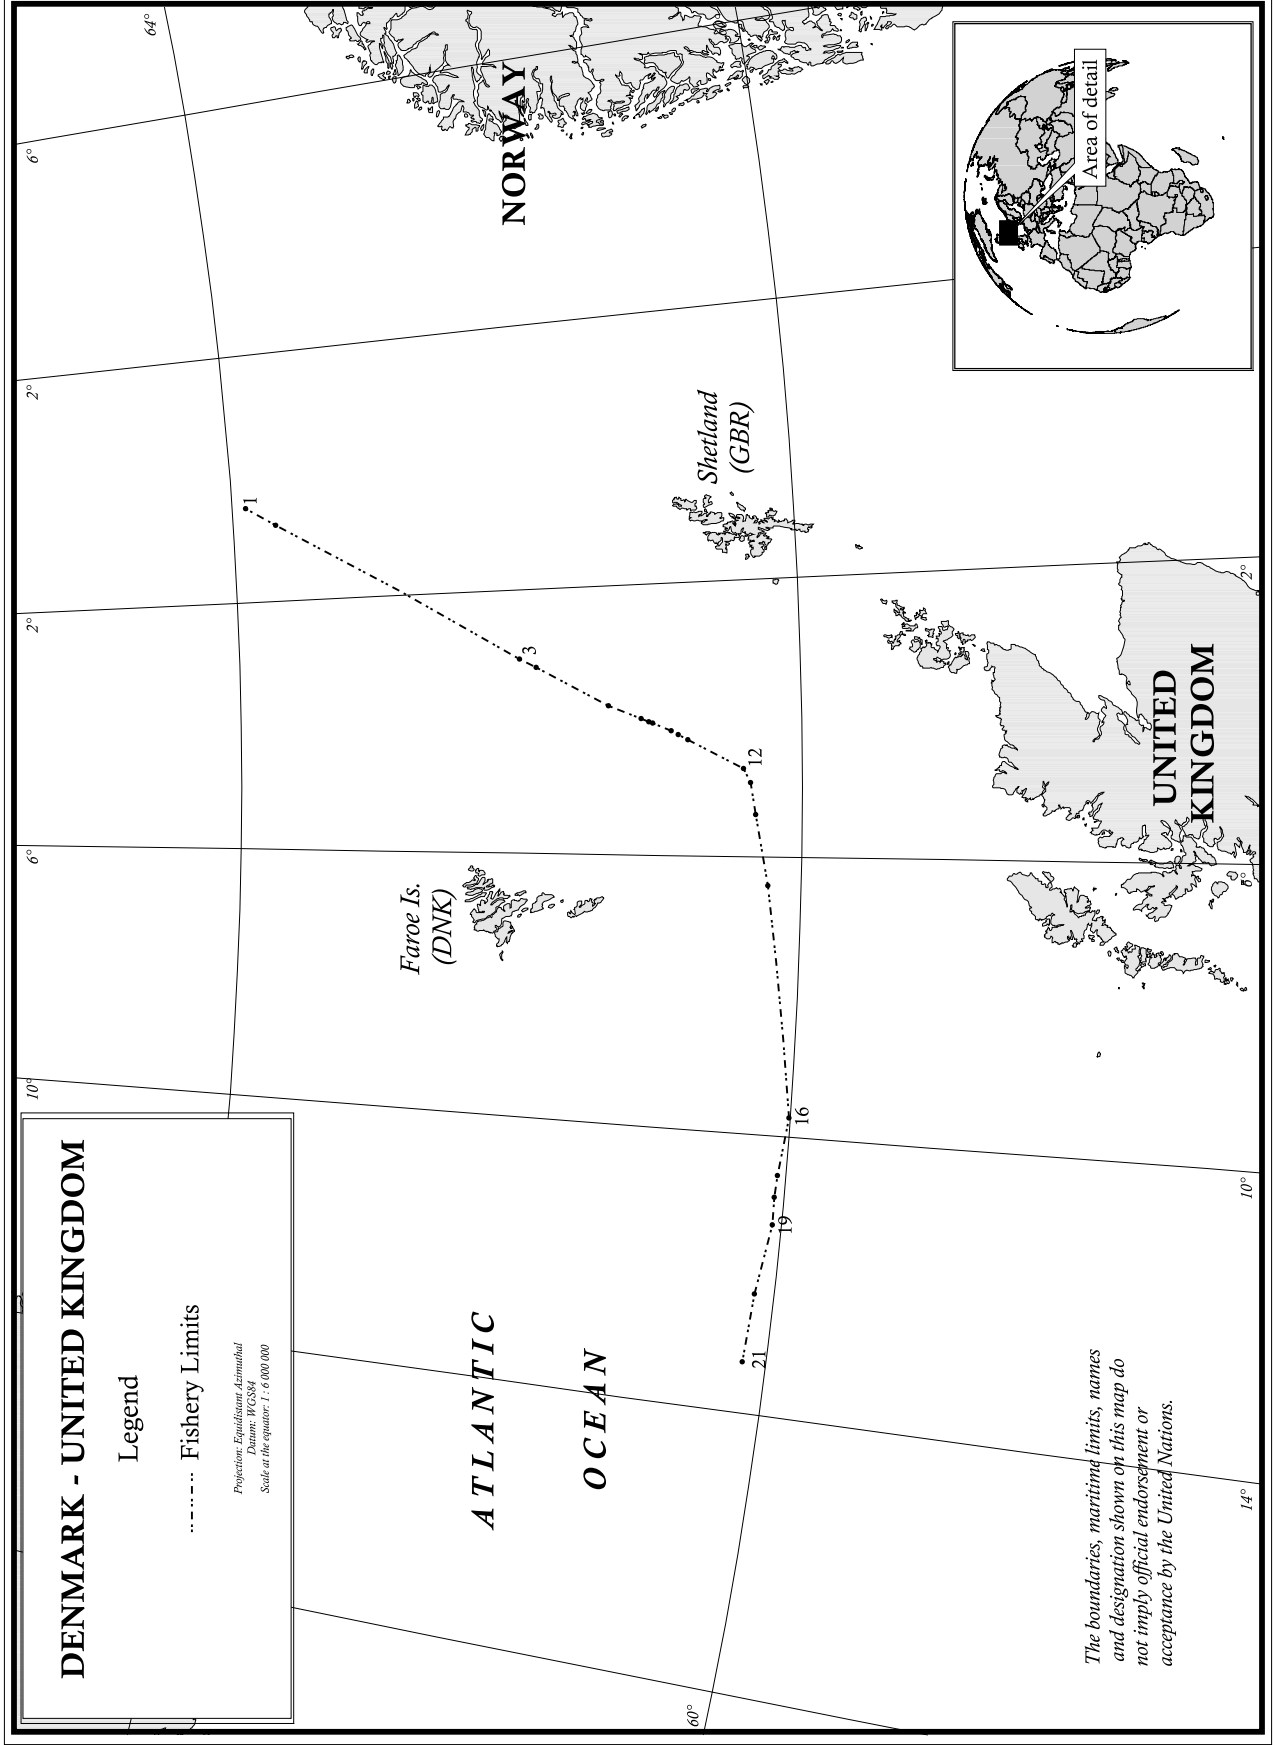 DENMARK - UNITED KINGDOM
Legend
Fishery Limits
Projection: Equidistant Azimuthal
Datum: WGS84
Scale at the equator: 1 : 6 000 000
10°
6°
2°
2°
6°
64°
NORWAY
Faroe Is.
(DNK)
Shetland
(GBR)
ATLANTIC
OCEAN
1
3
12
16
19
21
60°
UNITED
KINGDOM
Area of detail
The boundaries, maritime limits, names
and designation shown on this map do
not imply official endorsement or
acceptance by the United Nations.
14°
10°
6°
2°